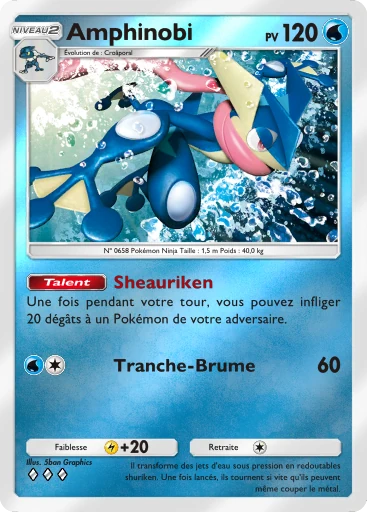 NIVEAU2
Amphinobi
PV 120
Évolution de : Croâporal
N° 0658 Pokémon Ninja Taille : 1,5 m Poids : 40,0 kg
Talent Sheauriken
Une fois pendant votre tour, vous pouvez infliger
20 dégâts à un Pokémon de votre adversaire.
Tranche-Brume 60
Faiblesse +20 Retraite
Illus. 5ban Graphics
Il transforme des jets d'eau sous pression en redoutables
shuriken. Une fois lancés, ils tournent si vite qu'ils peuvent
même couper le métal.